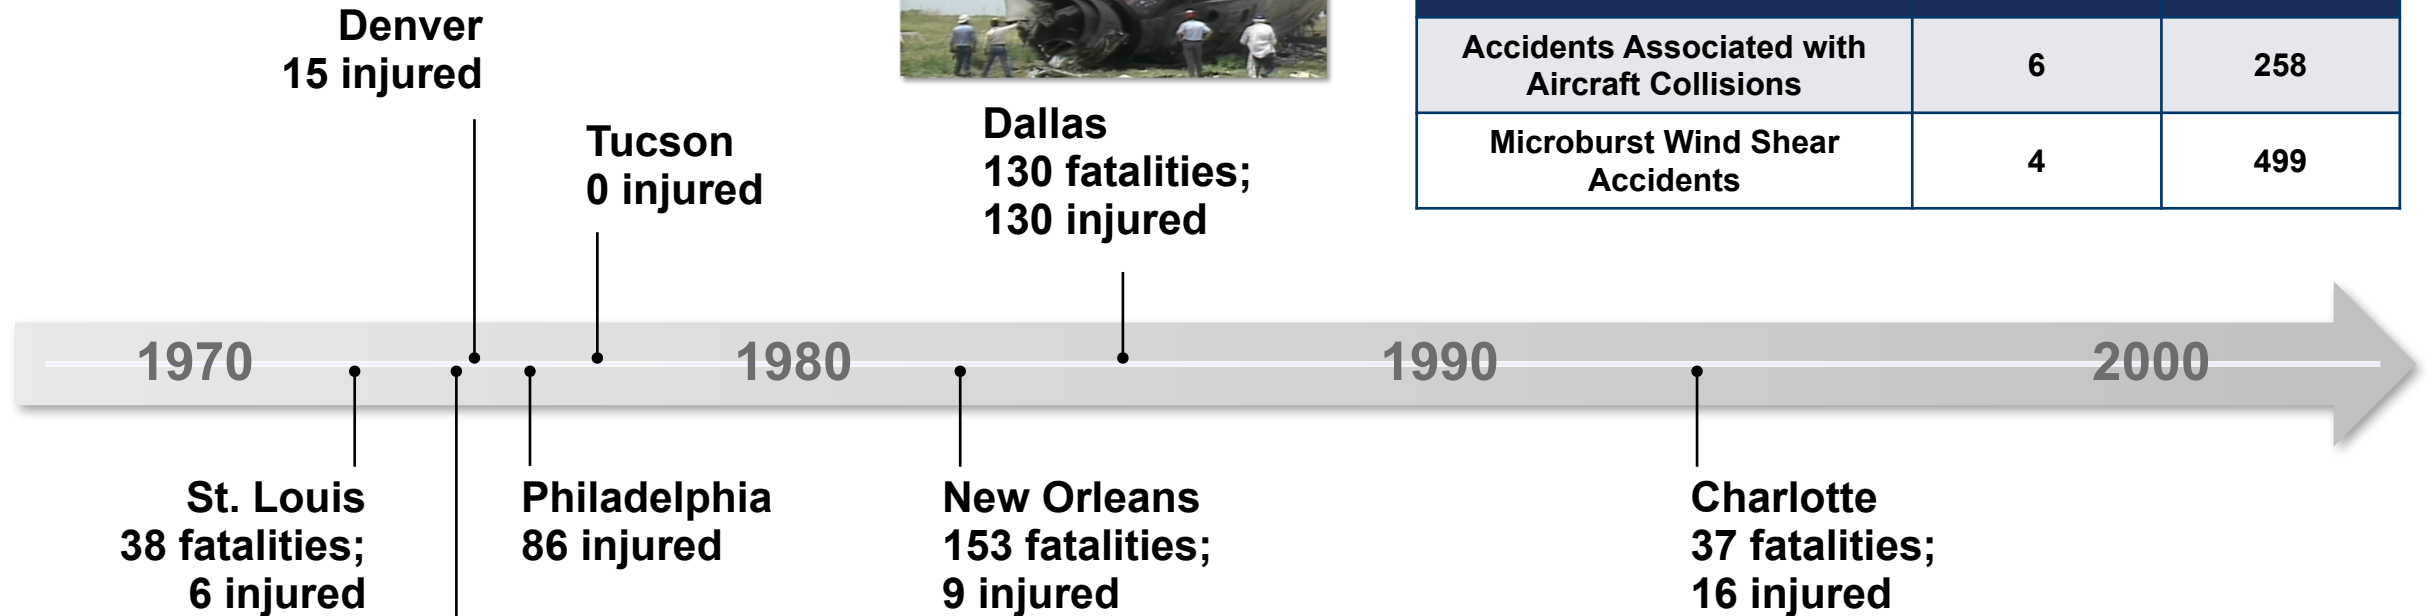 Denver
15 injured
Tucson
0 injured
Dallas
130 fatalities;
130 injured
Accidents Associated with
Aircraft Collisions
6
258
Microburst Wind Shear
Accidents
4
499
1970
1980
1990
2000
St. Louis
38 fatalities;
6 injured
Philadelphia
86 injured
New Orleans
153 fatalities;
9 injured
Charlotte
37 fatalities;
16 injured